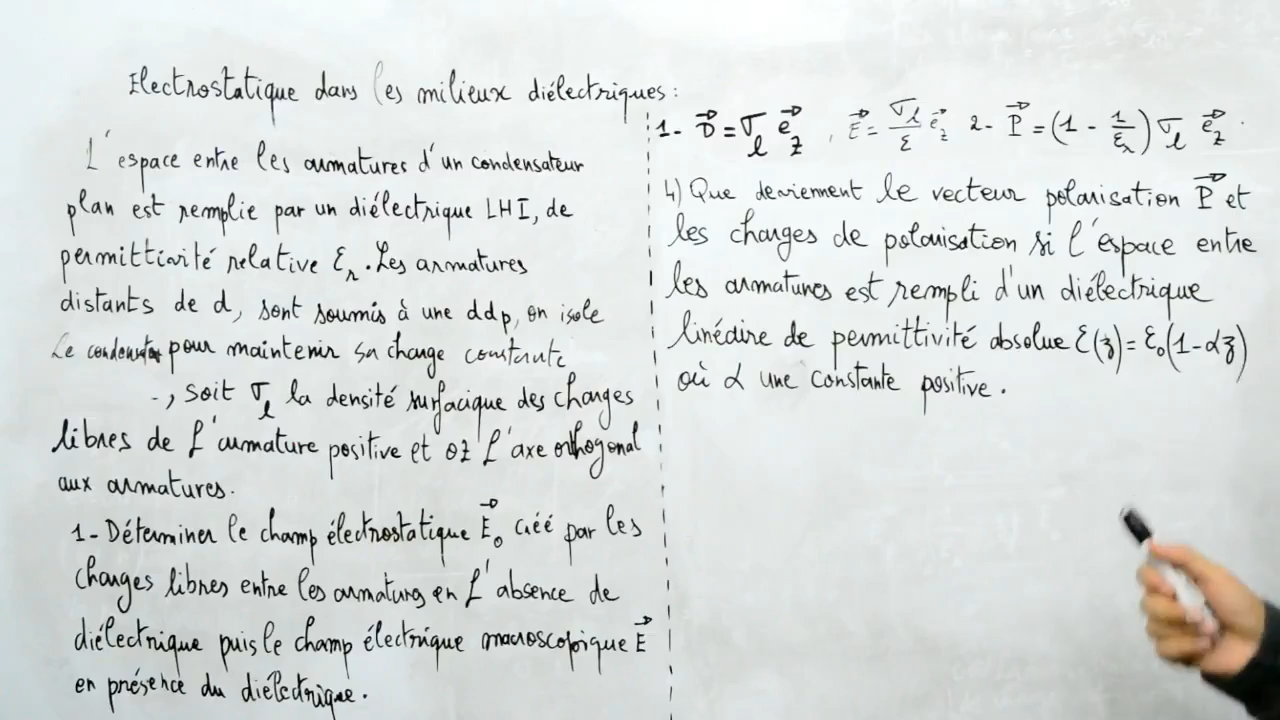 Electrostatique dans les milieux diélectriques :
L'espace entre les armatures d'un condensateur
plan est remplie par un diélectrique LHI, de
permittivité relative εr. Les armatures
distants de d, sont soumis à une ddp, on isole
Le condensator pour maintenir sa charge constante
-, soit σl la densité surfacique des charges
libres de l'armature positive et oz l'axe orthogonal
aux armatures.
1- Déterminer le champ électrostatique E⃗₀ créé par les
charges libres entre les armatures en l'absence de
diélectrique puis le champ électrique macroscopique E⃗
en présence du diélectrique.
1- D⃗ = σl e⃗z , E⃗ = σl/ε e⃗z 2- P⃗ = (1 - 1/εr) σl e⃗z .
4) Que deviennent le vecteur polarisation P⃗ et
les charges de polarisation si l'espace entre
les armatures est rempli d'un diélectrique
linéaire de permittivité absolue ε(z) = ε₀(1-αz)
où α une constante positive.